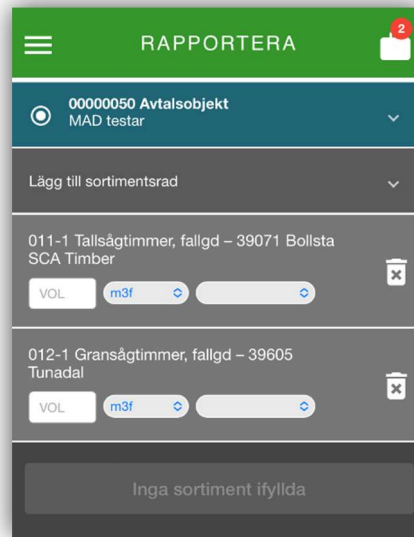 RAPPORTERA
2
00000050 Avtalsobjekt
MAD testar
Lägg till sortimentsrad
011-1 Tallsågtimmer, fallgd – 39071 Bollsta
SCA Timber
VOL m3f
012-1 Gransågtimmer, fallgd – 39605
Tunadal
VOL m3f
Inga sortiment ifyllda